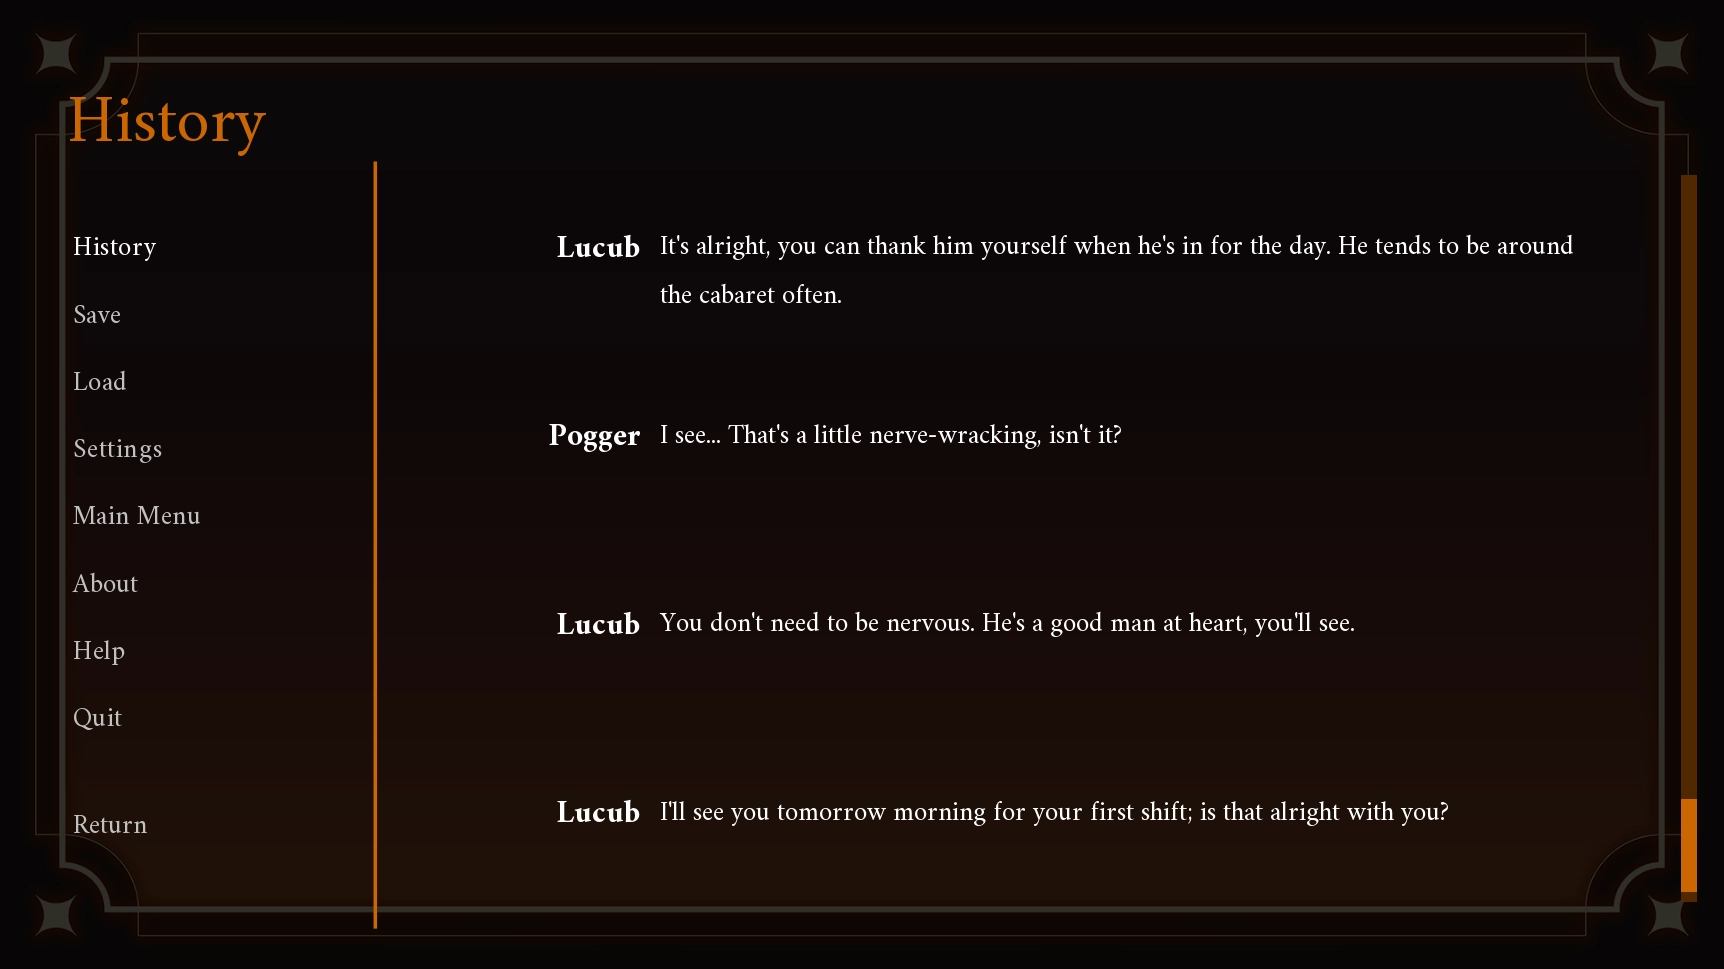 History
History
Save
Load
Settings
Main Menu
About
Help
Quit
Return
Lucub It's alright, you can thank him yourself when he's in for the day. He tends to be around
the cabaret often.
Pogger I see... That's a little nerve-wracking, isn't it?
Lucub You don't need to be nervous. He's a good man at heart, you'll see.
Lucub I'll see you tomorrow morning for your first shift; is that alright with you?